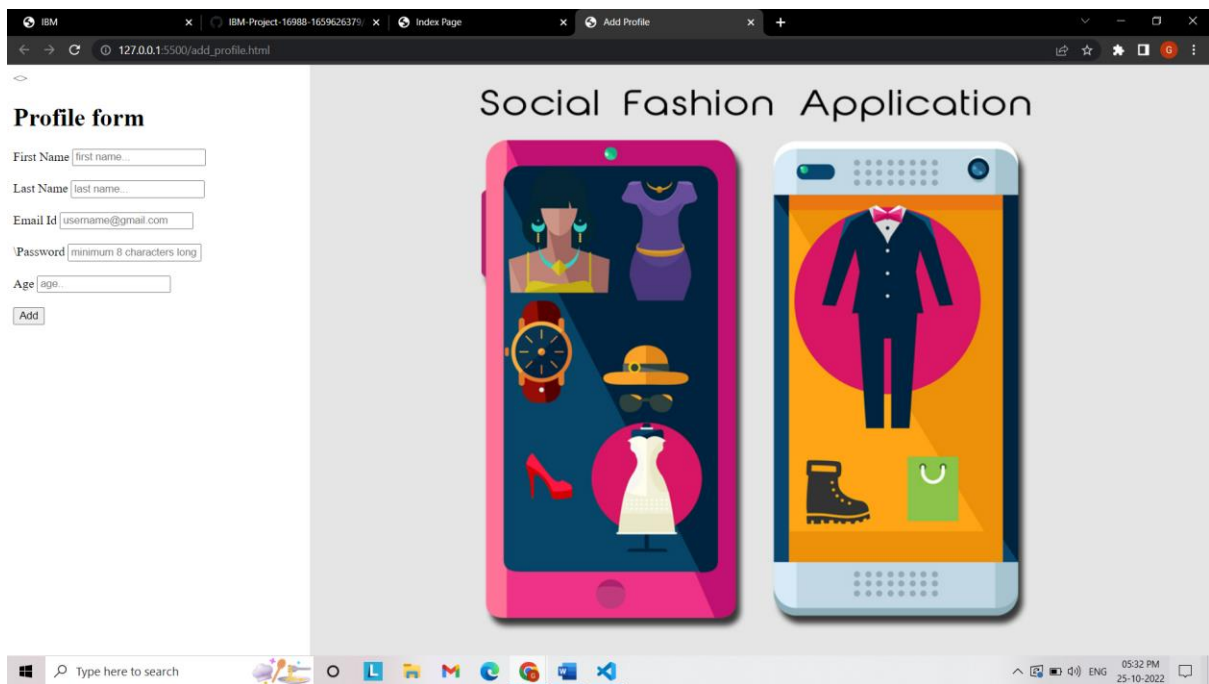 IBM
IBM-Project-16988-1659626379/
Index Page
Add Profile
127.0.0.1:5500/add_profile.html
G
<>
Profile form
First Name first name...
Last Name last name...
Email Id username@gmail.com
\Password minimum 8 characters long
Age age..
Add
Social Fashion Application
Type here to search
L
ENG
05:32 PM
25-10-2022